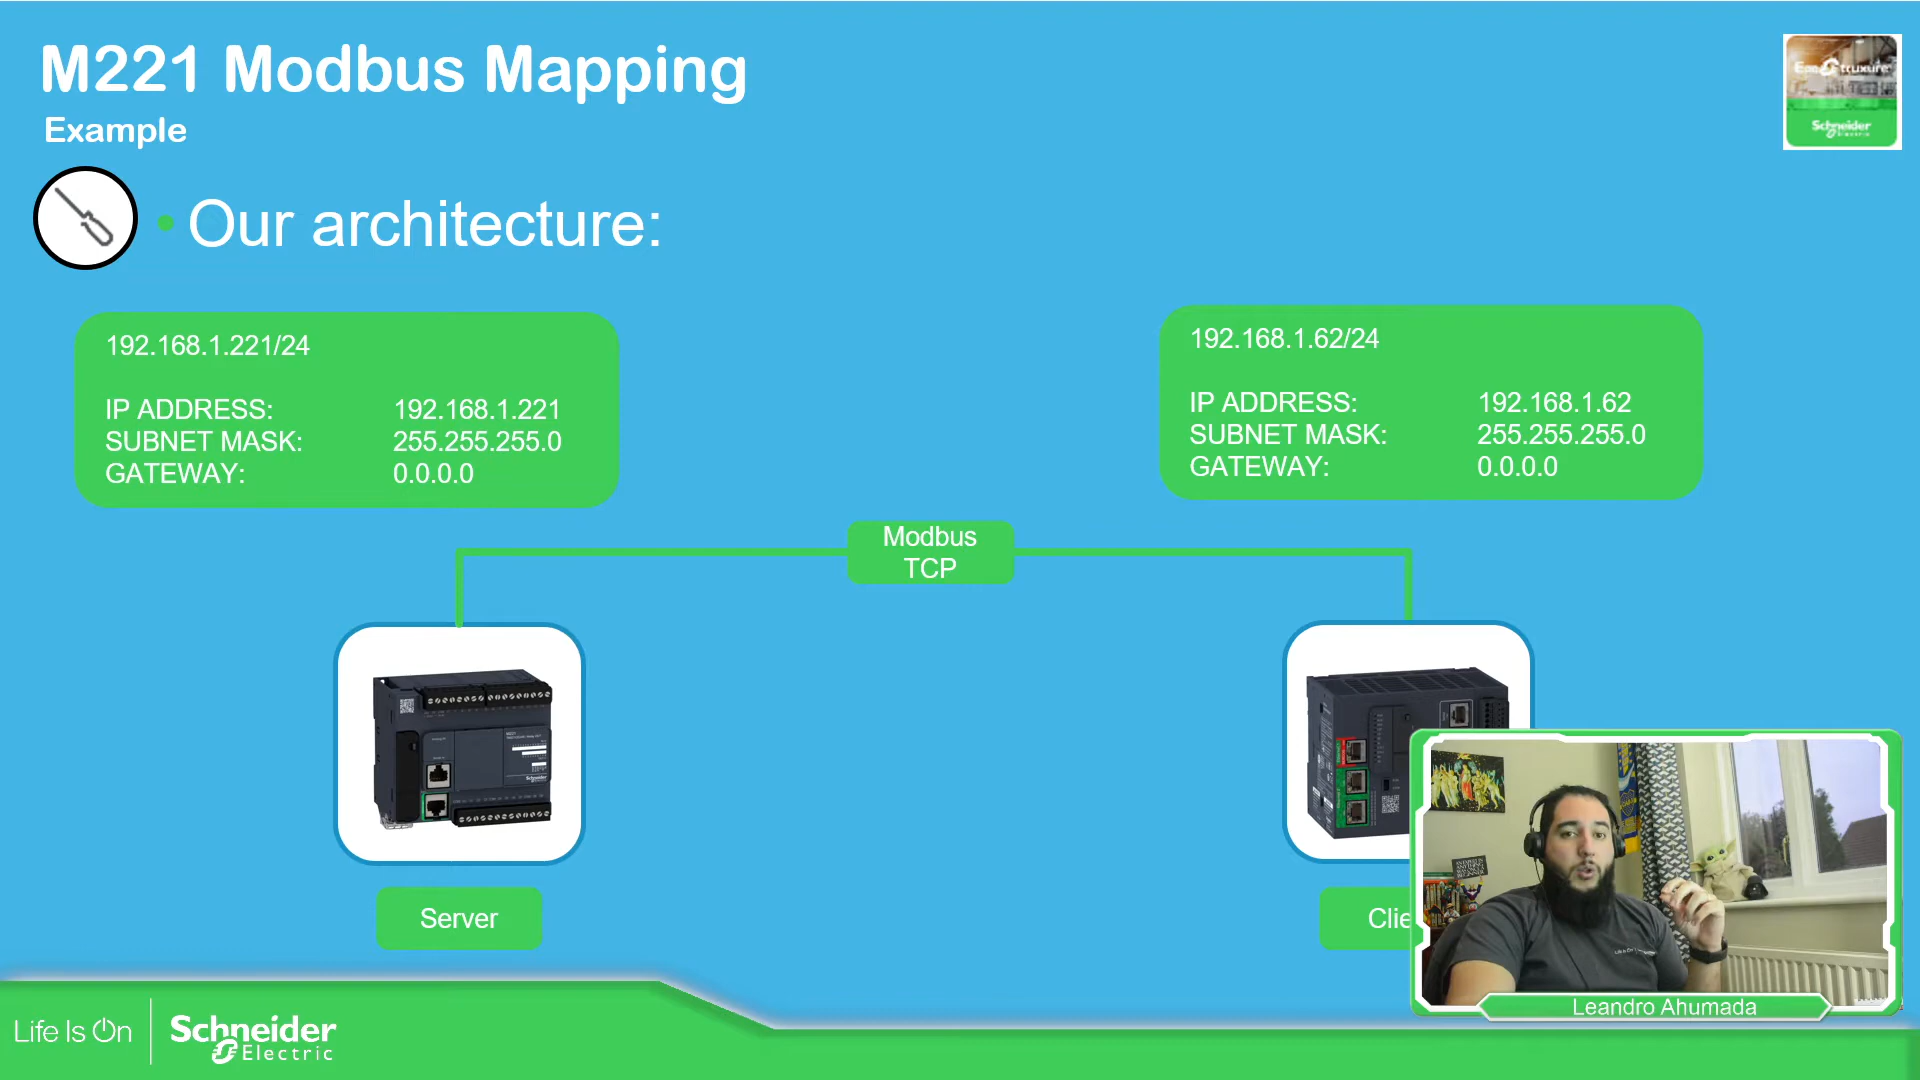 M221 Modbus Mapping
Example
EcoStruxure
Schneider
Electric
• Our architecture:
192.168.1.221/24
IP ADDRESS: 192.168.1.221
SUBNET MASK: 255.255.255.0
GATEWAY: 0.0.0.0
192.168.1.62/24
IP ADDRESS: 192.168.1.62
SUBNET MASK: 255.255.255.0
GATEWAY: 0.0.0.0
Modbus
TCP
Server
Clie
Leandro Ahumada
Life Is On
Schneider
Electric